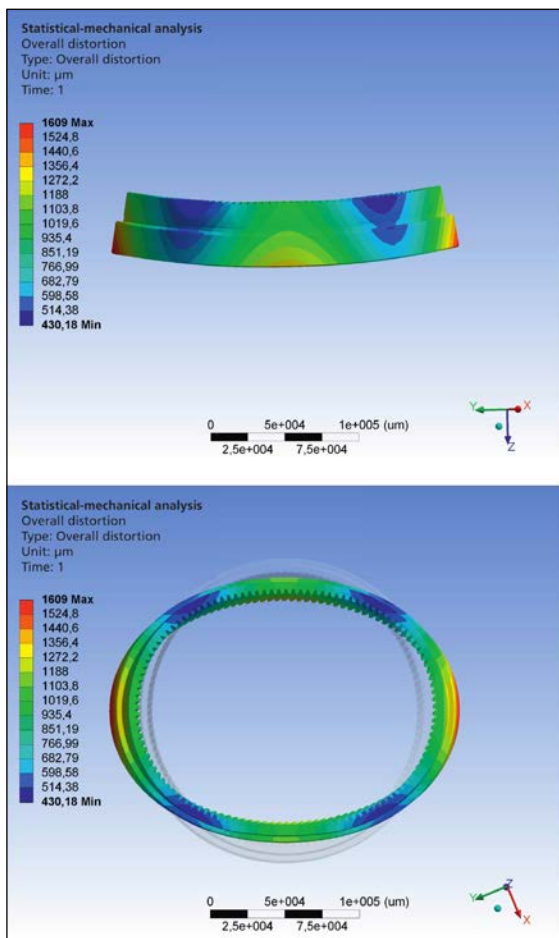 Statistical-mechanical analysis
Overall distortion
Type: Overall distortion
Unit: µm
Time: 1
1609 Max
1524,8
1440,6
1356,4
1272,2
1188
1103,8
1019,6
935,4
851,19
766,99
682,79
598,58
514,38
430,18 Min
Y X
Z
0 5e+004 1e+005 (um)
2,5e+004 7,5e+004
Statistical-mechanical analysis
Overall distortion
Type: Overall distortion
Unit: µm
Time: 1
1609 Max
1524,8
1440,6
1356,4
1272,2
1188
1103,8
1019,6
935,4
851,19
766,99
682,79
598,58
514,38
430,18 Min
Z
Y
X
0 5e+004 1e+005 (um)
2,5e+004 7,5e+004